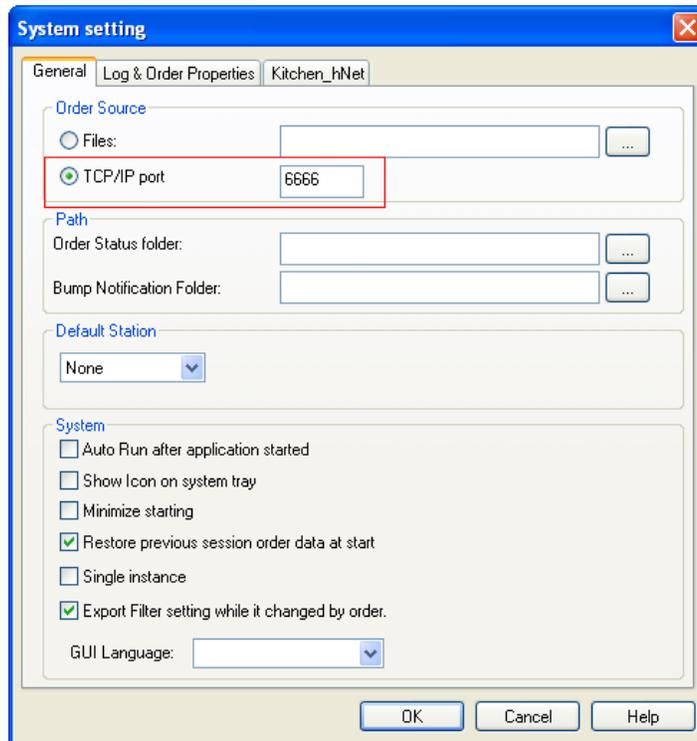 System setting
General Log & Order Properties Kitchen_hNet
Order Source
Files: ...
TCP/IP port 6666
Path
Order Status folder: ...
Bump Notification Folder: ...
Default Station
None
System
Auto Run after application started
Show Icon on system tray
Minimize starting
Restore previous session order data at start
Single instance
Export Filter setting while it changed by order.
GUI Language:
OK Cancel Help